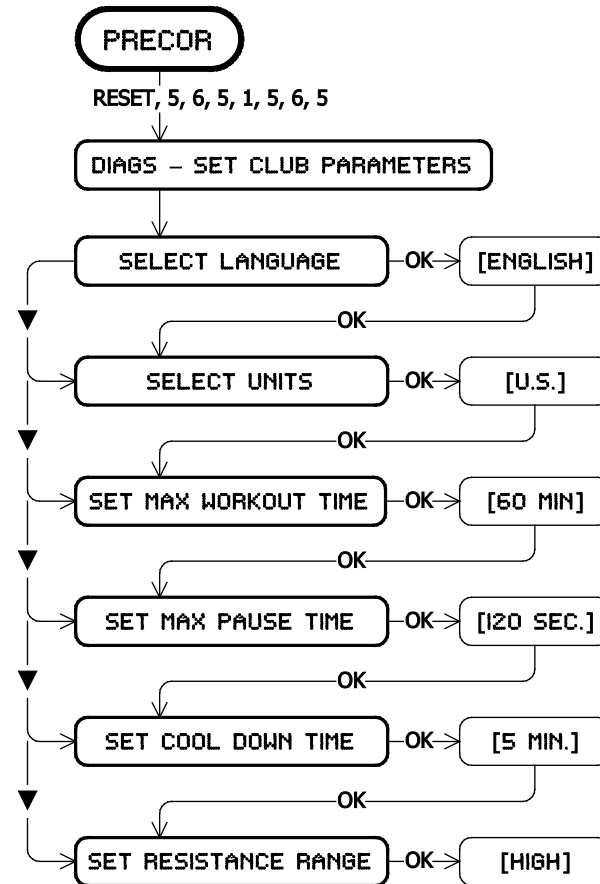 PRECOR
RESET, 5, 6, 5, 1, 5, 6, 5
DIAGS – SET CLUB PARAMETERS
SELECT LANGUAGE OK [ENGLISH]
OK
SELECT UNITS OK [U.S.]
OK
SET MAX WORKOUT TIME OK [60 MIN]
OK
SET MAX PAUSE TIME OK [120 SEC.]
OK
SET COOL DOWN TIME OK [5 MIN.]
OK
SET RESISTANCE RANGE OK [HIGH]